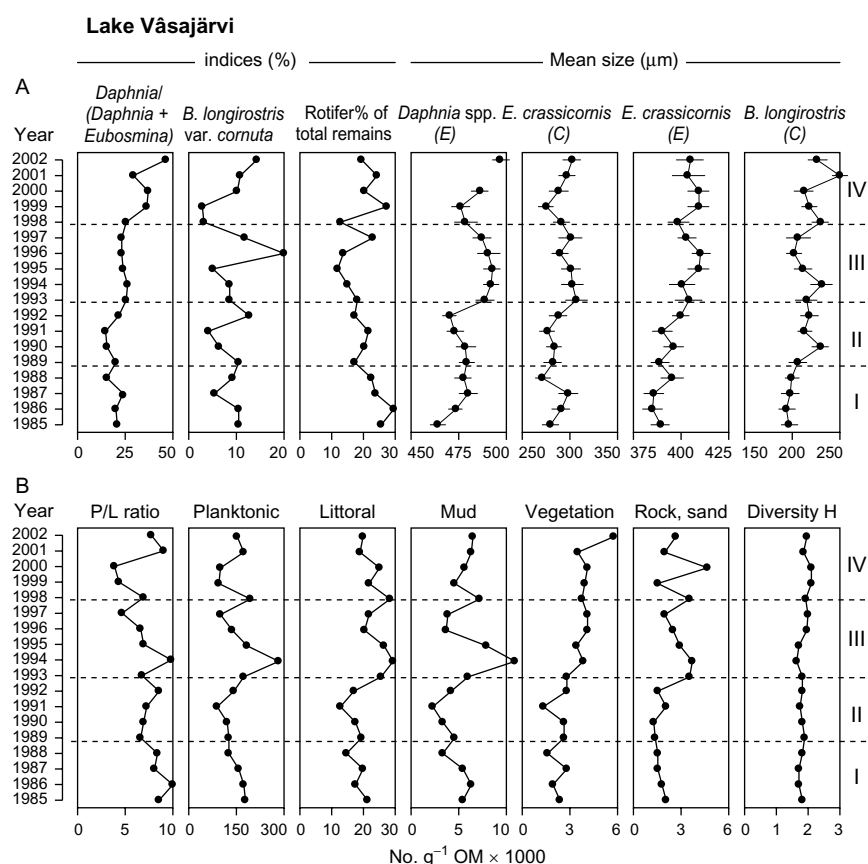 Lake Vâsajärvi
indices (%)
Mean size (µm)
A
Year
Daphnia/
(Daphnia +
Eubosmina)
B. longirostris
var. cornuta
Rotifer% of
total remains
Daphnia spp.
(E)
E. crassicornis
(C)
E. crassicornis
(E)
B. longirostris
(C)
2002
2001
2000
1999
1998
1997
1996
1995
1994
1993
1992
1991
1990
1989
1988
1987
1986
1985
IV
III
II
I
0 25 50 0 10 20 0 10 20 30 450 475 500 250 300 350 375 400 425 150 200 250
B
Year
P/L ratio
Planktonic
Littoral
Mud
Vegetation
Rock, sand
Diversity H
2002
2001
2000
1999
1998
1997
1996
1995
1994
1993
1992
1991
1990
1989
1988
1987
1986
1985
IV
III
II
I
0 5 10 0 150 300 0 10 20 30 0 5 10 0 3 6 0 3 6 0 1 2 3
No. g⁻¹ OM × 1000